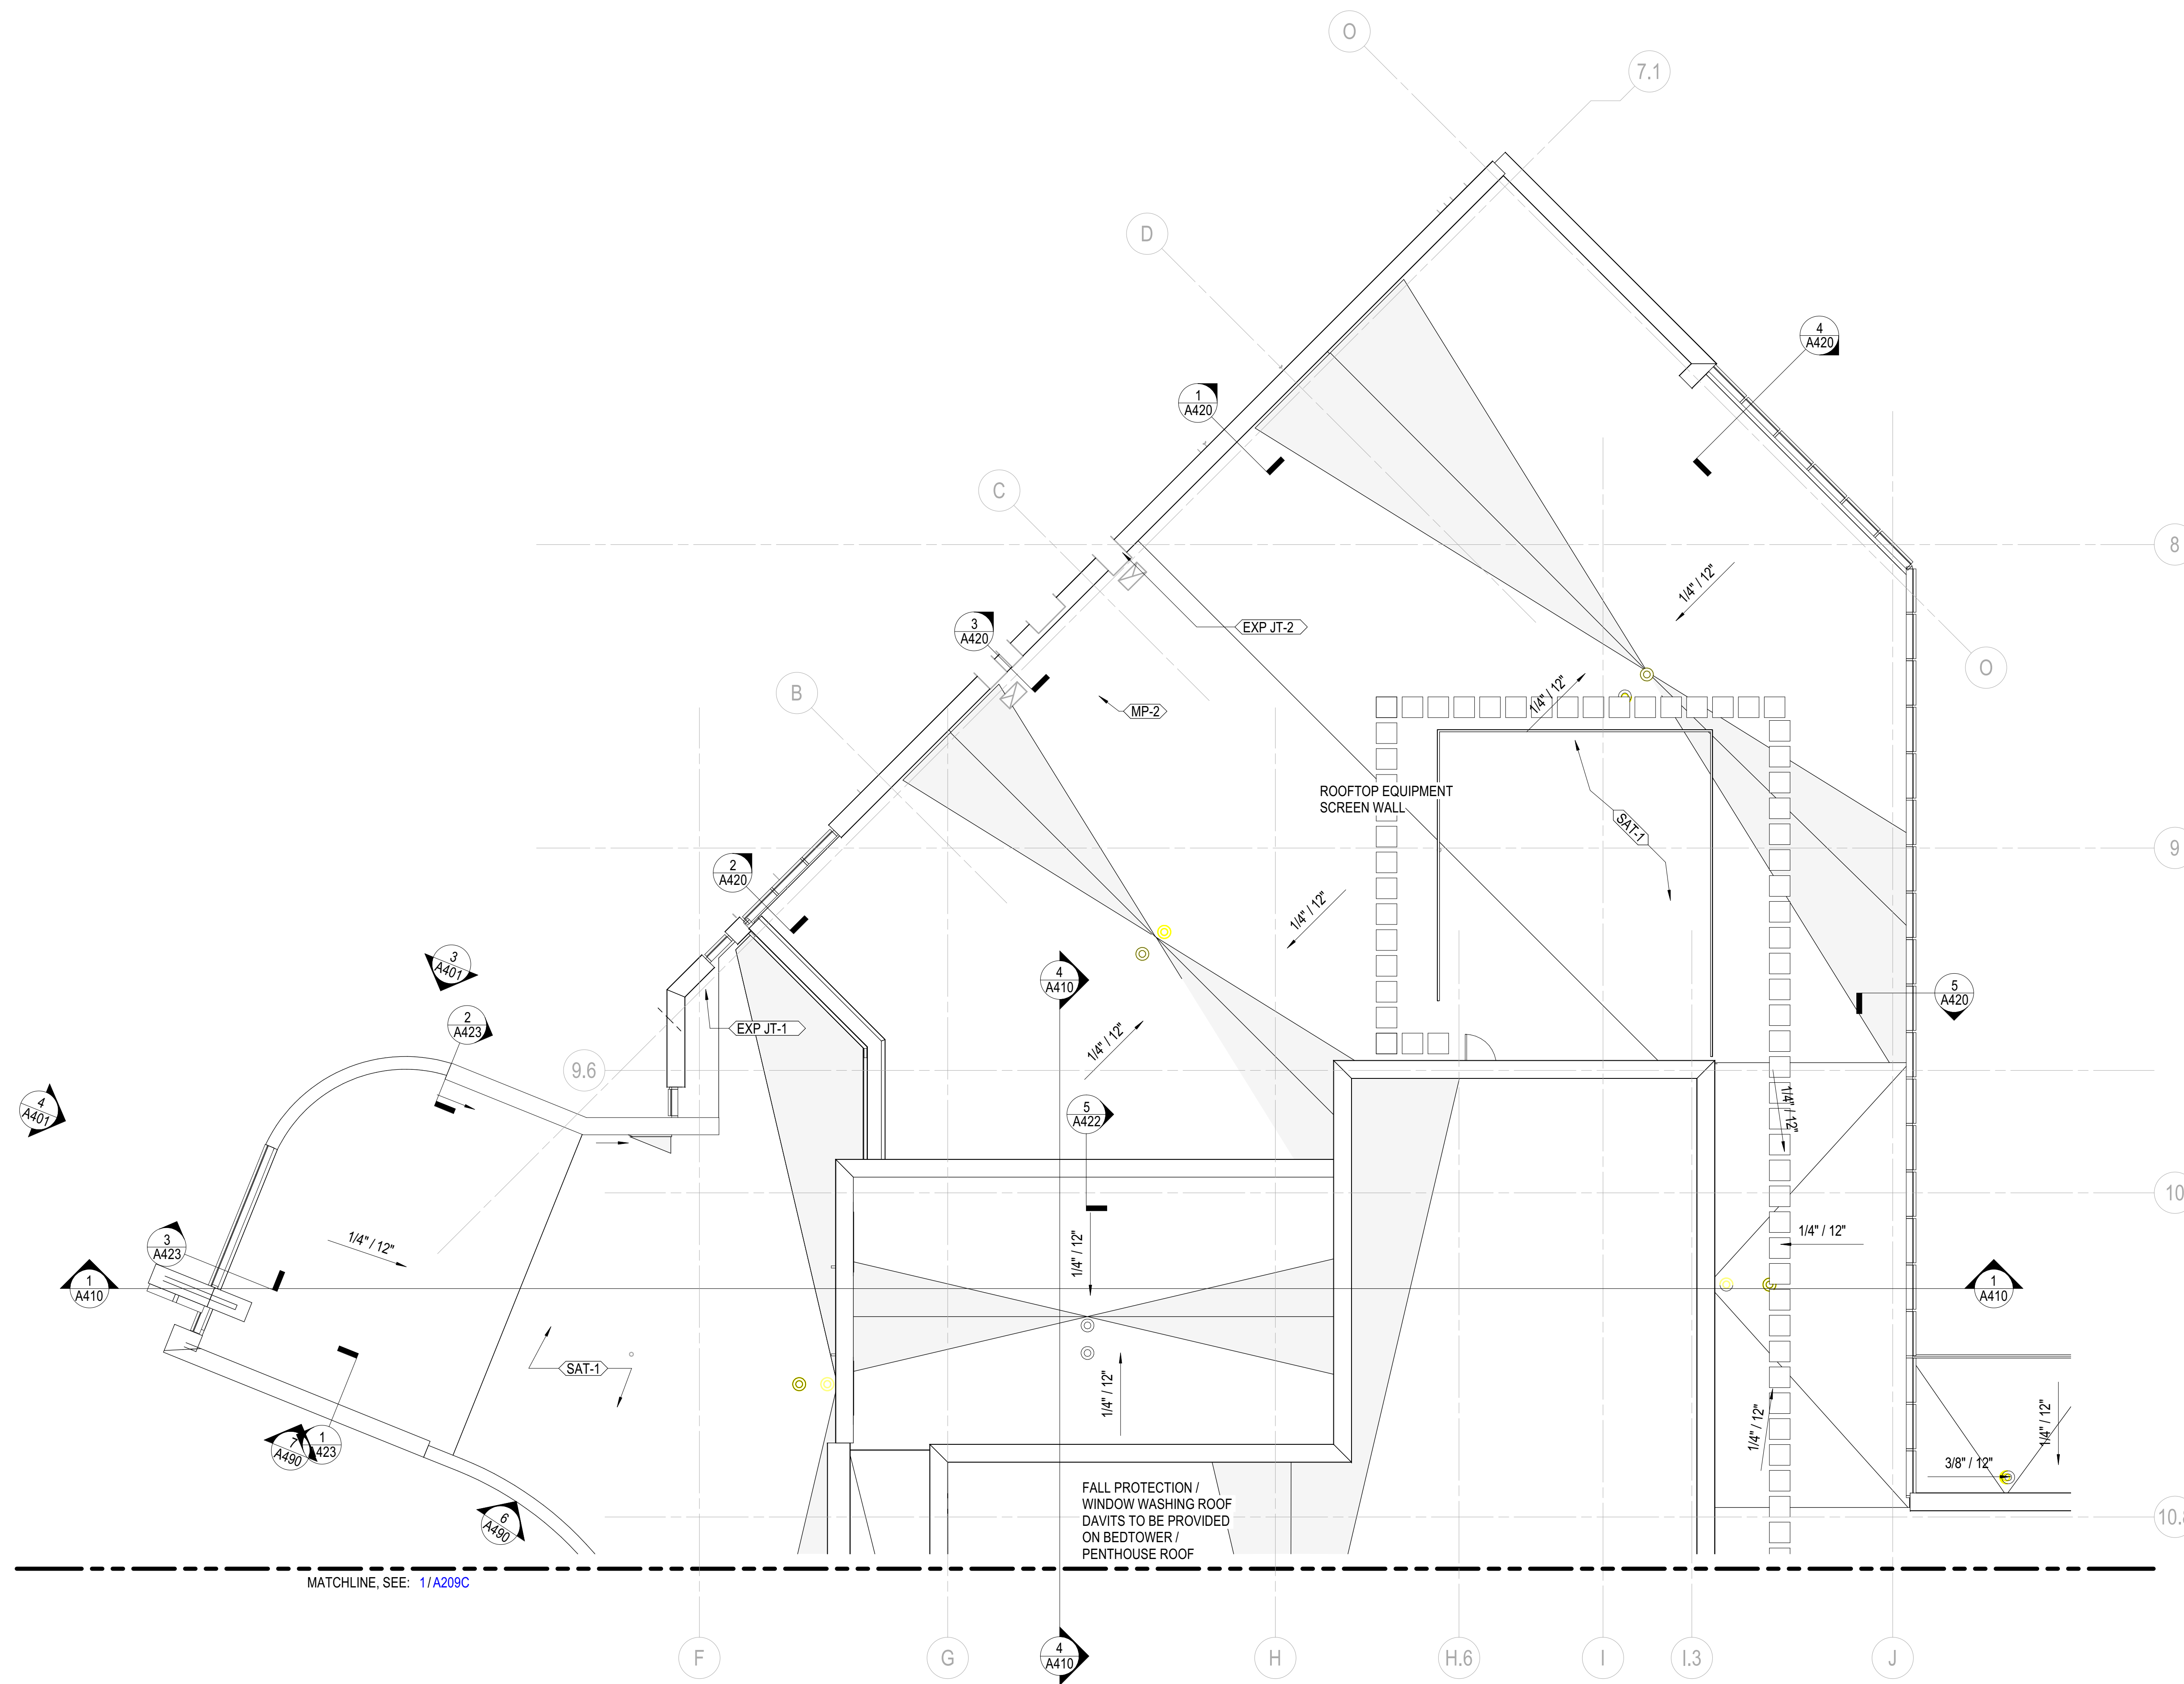 O
7.1
D
4
A420
1
A420
C
8
1/4" / 12"
3
A420
EXP JT-2
O
B
1/4" / 12"
MP-2
ROOFTOP EQUIPMENT
SCREEN WALL
SAT-1
9
2
A420
1/4" / 12"
3
A401
4
A410
5
A420
2
A423
EXP JT-1
1/4" / 12"
9.6
4
A401
5
A422
1/4" / 12"
10
3
A423
1/4" / 12"
1/4" / 12"
1/4" / 12"
1
A410
1
A410
SAT-1
1/4" / 12"
1/4" / 12"
1/4" / 12"
7
A490
1
A423
3/8" / 12"
FALL PROTECTION /
WINDOW WASHING ROOF
DAVITS TO BE PROVIDED
ON BEDTOWER /
PENTHOUSE ROOF
6
A490
MATCHLINE, SEE: 1 / A209C
F
G
4
A410
H
H.6
I
I.3
J